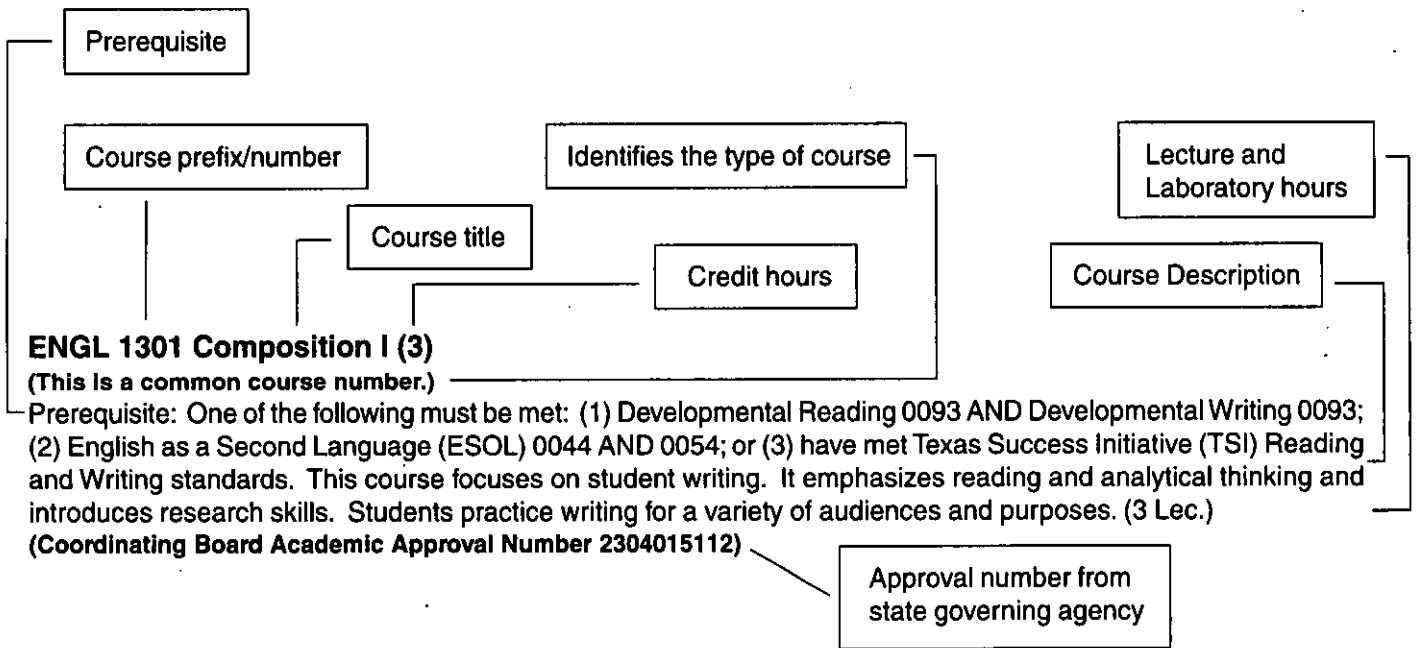 Prerequisite
Course prefix/number
Identifies the type of course
Lecture and
Laboratory hours
Course title
Credit hours
Course Description
ENGL 1301 Composition I (3)
(This is a common course number.)
Prerequisite: One of the following must be met: (1) Developmental Reading 0093 AND Developmental Writing 0093;
(2) English as a Second Language (ESOL) 0044 AND 0054; or (3) have met Texas Success Initiative (TSI) Reading
and Writing standards. This course focuses on student writing. It emphasizes reading and analytical thinking and
introduces research skills. Students practice writing for a variety of audiences and purposes. (3 Lec.)
(Coordinating Board Academic Approval Number 2304015112)
Approval number from
state governing agency